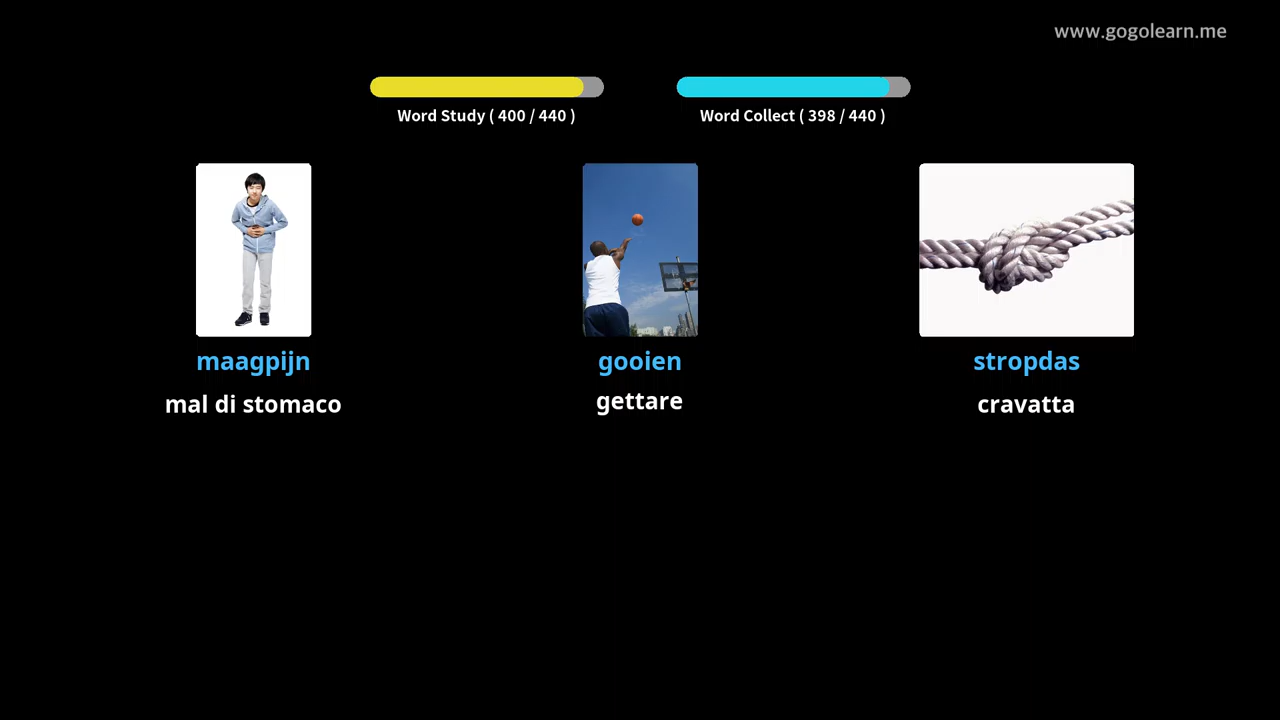 www.gogolearn.me
Word Study ( 400 / 440 )
Word Collect ( 398 / 440 )
maagpijn
gooien
stropdas
mal di stomaco
gettare
cravatta